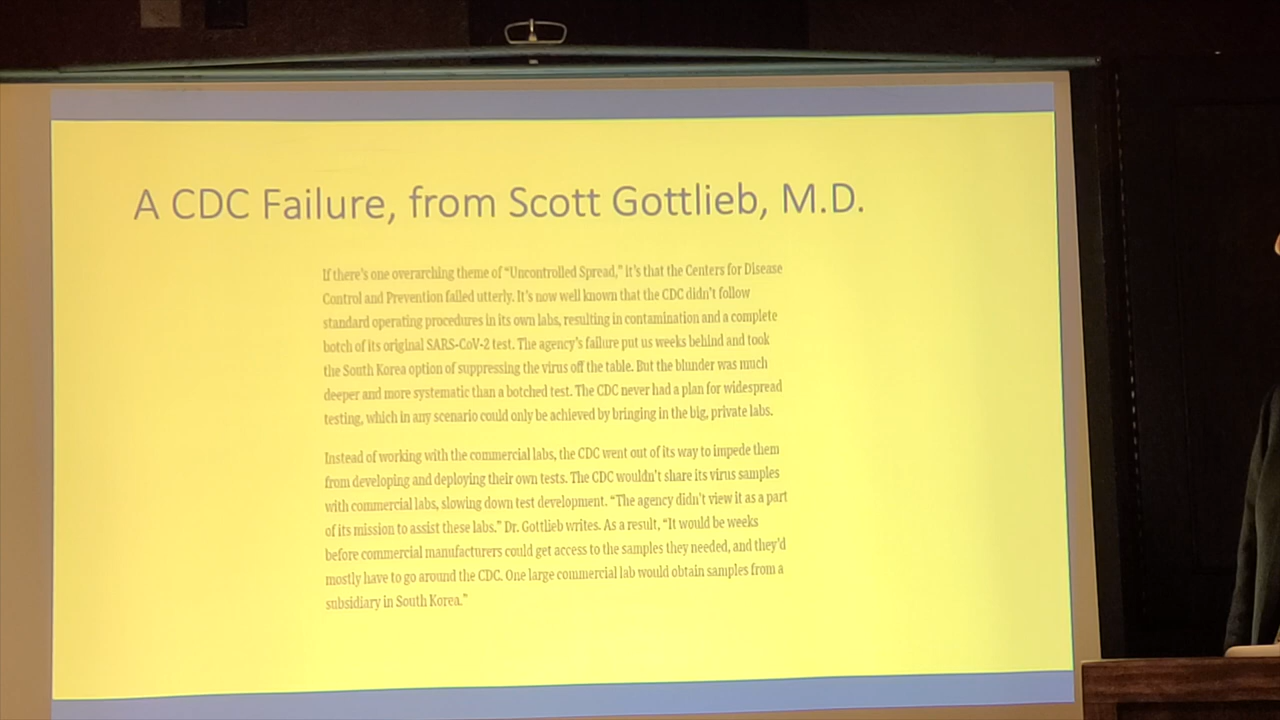 A CDC Failure, from Scott Gottlieb, M.D.
If there's one overarching theme of “Uncontrolled Spread,” it's that the Centers for Disease
Control and Prevention failed utterly. It's now well known that the CDC didn't follow
standard operating procedures in its own labs, resulting in contamination and a complete
botch of its original SARS-CoV-2 test. The agency's failure put us weeks behind and took
the South Korea option of suppressing the virus off the table. But the blunder was much
deeper and more systematic than a botched test. The CDC never had a plan for widespread
testing, which in any scenario could only be achieved by bringing in the big, private labs.
Instead of working with the commercial labs, the CDC went out of its way to impede them
from developing and deploying their own tests. The CDC wouldn't share its virus samples
with commercial labs, slowing down test development. “The agency didn't view it as a part
of its mission to assist these labs.” Dr. Gottlieb writes. As a result, “It would be weeks
before commercial manufacturers could get access to the samples they needed, and they'd
mostly have to go around the CDC. One large commercial lab would obtain samples from a
subsidiary in South Korea.”